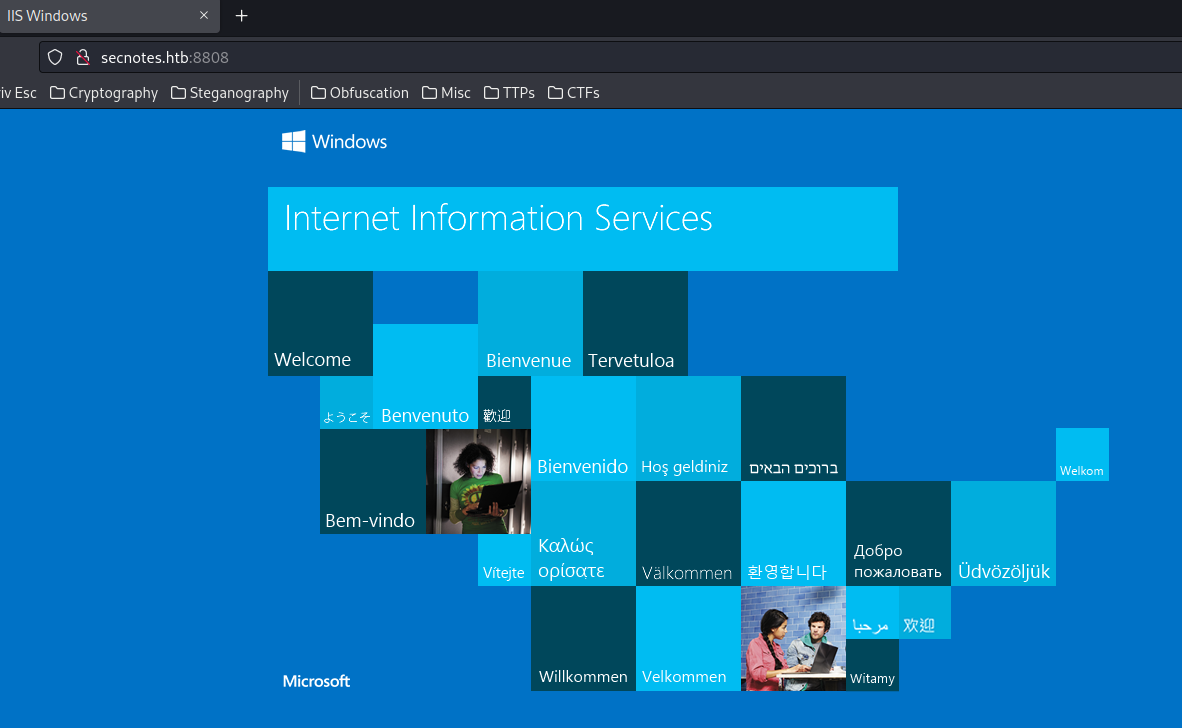 IIS Windows
secnotes.htb:8808
iv Esc
Cryptography
Steganography
Obfuscation
Misc
TTPs
CTFs
Windows
Internet Information Services
Welcome
Bienvenue
Tervetuloa
ようこそ
Benvenuto
歡迎
Bienvenido
Hoş geldiniz
ברוכים הבאים
Welkom
Bem-vindo
Vítejte
Καλώς
ορίσατε
Välkommen
환영합니다
Добро
пожаловать
Üdvözöljük
Willkommen
Velkommen
مرحبا
欢迎
Witamy
Microsoft